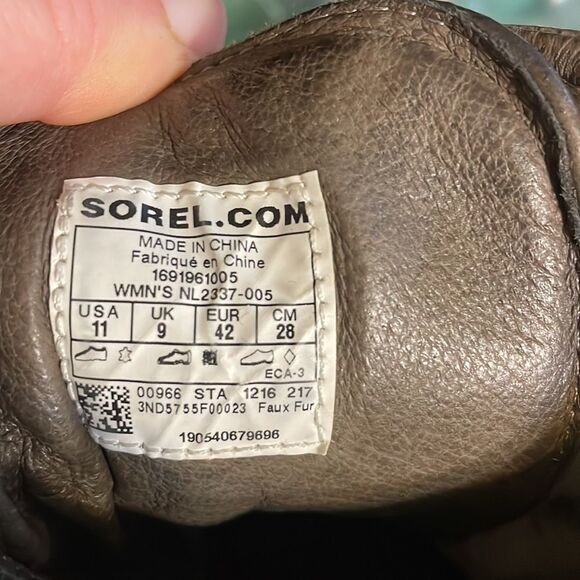 SOREL.COM
MADE IN CHINA
Fabriqué en Chine
1691961005
WMN'S NL2337-005
USA UK EUR CM
11 9 42 28
ECA-3
00966 STA 1216 217
3ND5755F00023 Faux Fur
190540679696